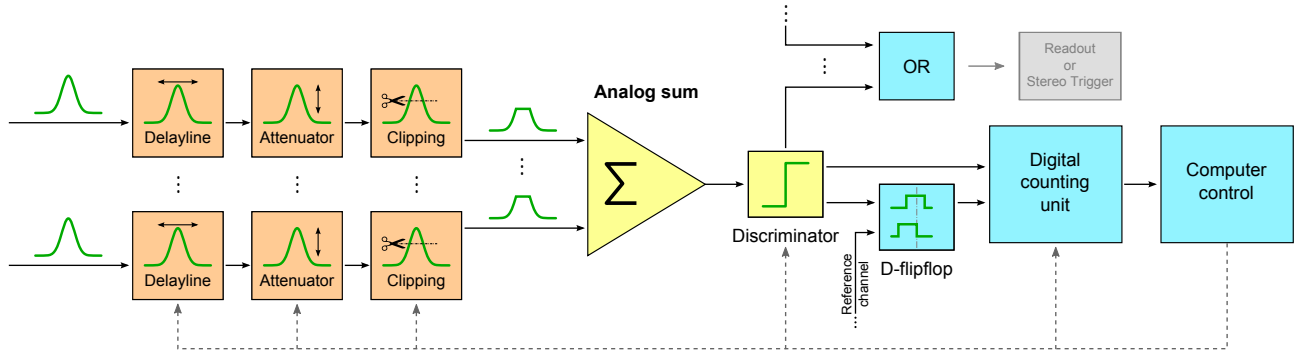 OR
Readout
or
Stereo Trigger
Analog sum
Delayline
Attenuator
Clipping
Σ
Discriminator
Digital
counting
unit
Computer
control
Delayline
Attenuator
Clipping
D-flipflop
Reference
channel